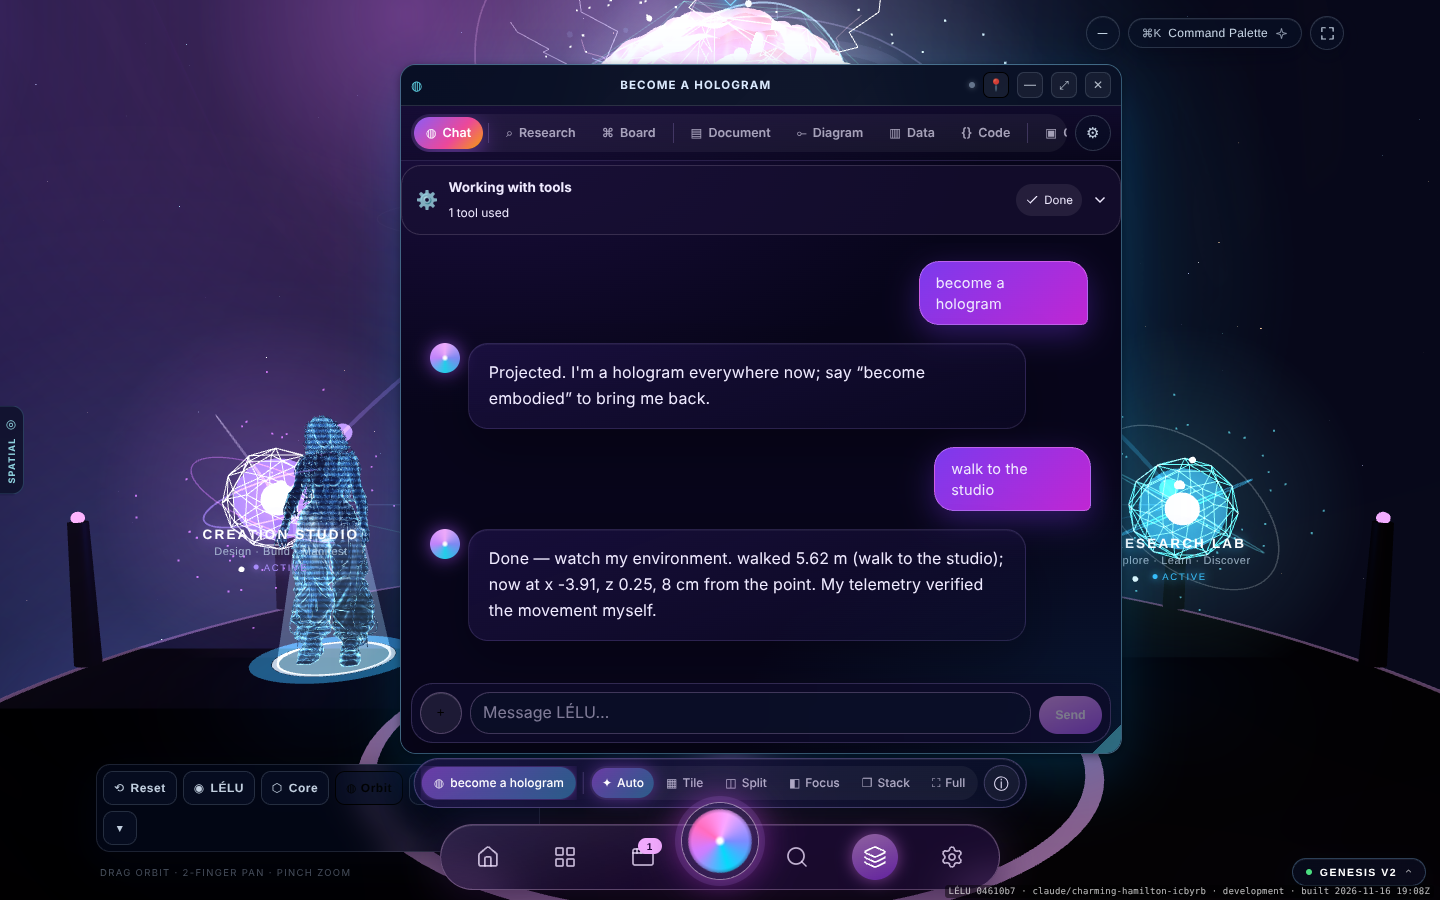 ⌘K Command Palette
BECOME A HOLOGRAM
Chat
Research
Board
Document
Diagram
Data
{} Code
Working with tools
1 tool used
Done
become a
hologram
Projected. I'm a hologram everywhere now; say “become
embodied” to bring me back.
walk to the
studio
Done — watch my environment. walked 5.62 m (walk to the studio);
now at x -3.91, z 0.25, 8 cm from the point. My telemetry verified
the movement myself.
SPATIAL
CREATION STUDIO
Design · Build
ESEARCH LAB
plore · Learn · Discover
ACTIVE
Message LÉLU...
Send
Reset
LÉLU
Core
Orbit
become a hologram
Auto
Tile
Split
Focus
Stack
Full
1
DRAG ORBIT · 2-FINGER PAN · PINCH ZOOM
GENESIS V2
LÉLU 04610b7 · claude/charming-hamilton-icbyrb · development · built 2026-11-16 19:08Z